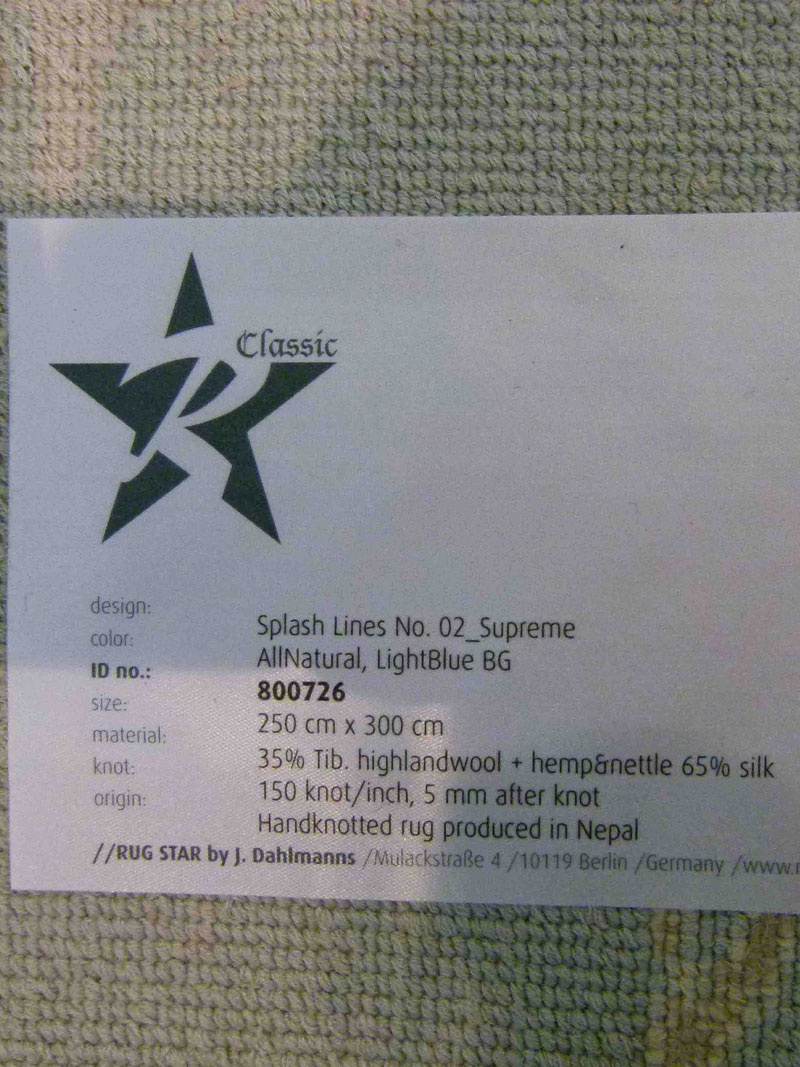 Classic
design: Splash Lines No. 02_Supreme
color: AllNatural, LightBlue BG
ID no.: 800726
size: 250 cm x 300 cm
material: 35% Tib. highlandwool + hemp&nettle 65% silk
knot: 150 knot/inch, 5 mm after knot
origin: Handknotted rug produced in Nepal
//RUG STAR by J. Dahlmanns /Mulackstraße 4 /10119 Berlin /Germany /www.